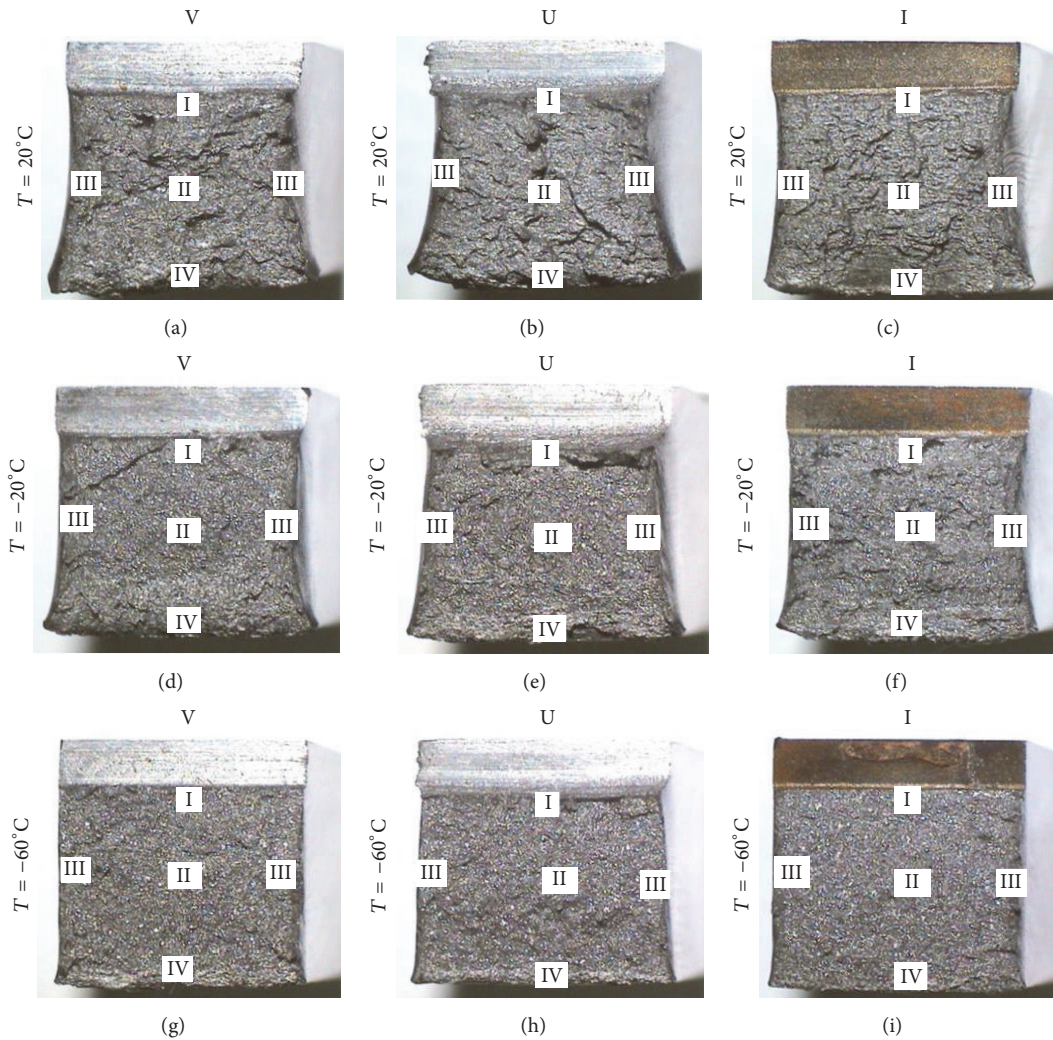 V
U
I
T = 20°C
I
III
II
III
IV
T = 20°C
I
III
II
III
IV
T = 20°C
I
III
II
III
IV
(a)
(b)
(c)
V
U
I
T = −20°C
I
III
II
III
IV
T = −20°C
I
III
II
III
IV
T = −20°C
I
III
II
III
IV
(d)
(e)
(f)
V
U
I
T = −60°C
I
III
II
III
IV
T = −60°C
I
III
II
III
IV
T = −60°C
I
III
II
III
IV
(g)
(h)
(i)